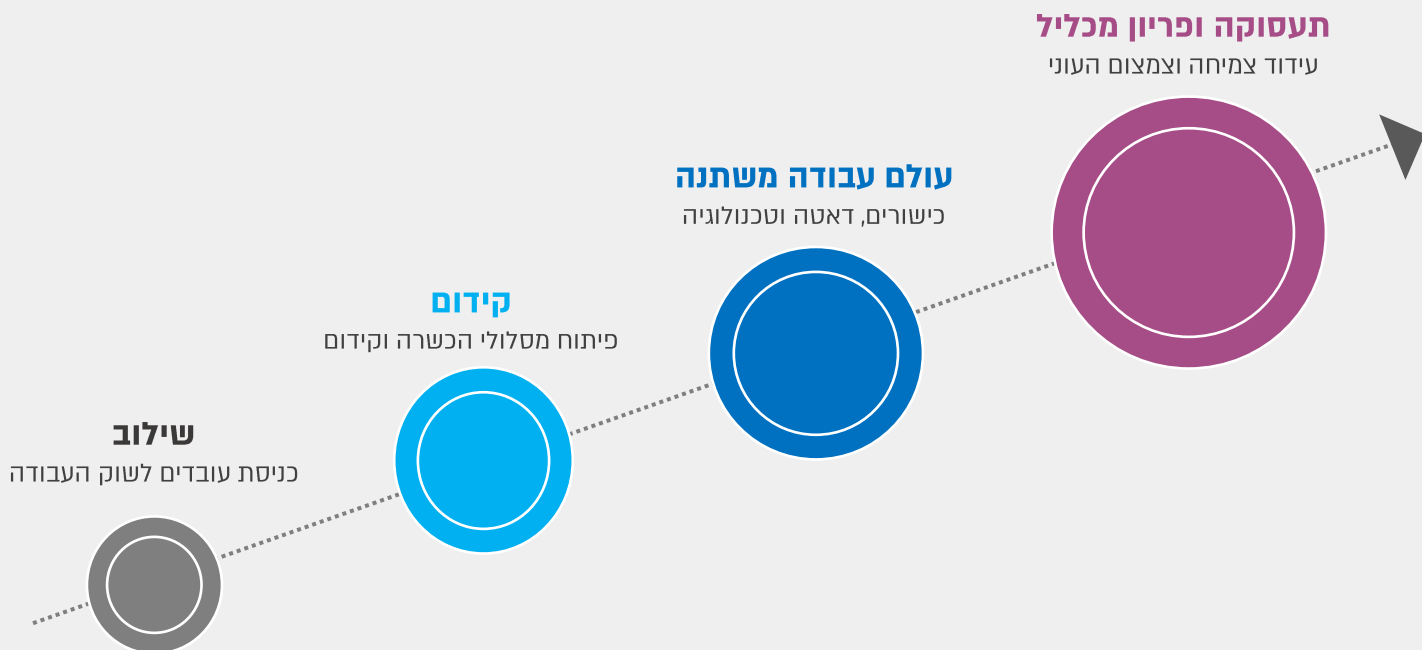 תעסוקה ופריון מכליל
עידוד צמיחה וצמצום העוני
עולם עבודה משתנה
כישורים, דאטה וטכנולוגיה
קידום
פיתוח מסלולי הכשרה וקידום
שילוב
כניסת עובדים לשוק העבודה